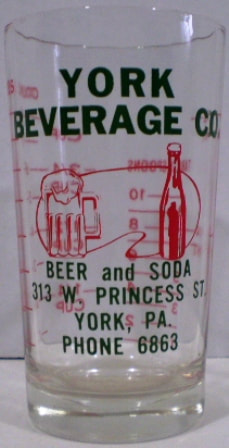 YORK
BEVERAGE CO.
BEER and SODA
313 W. PRINCESS ST.
YORK, PA.
PHONE 6863